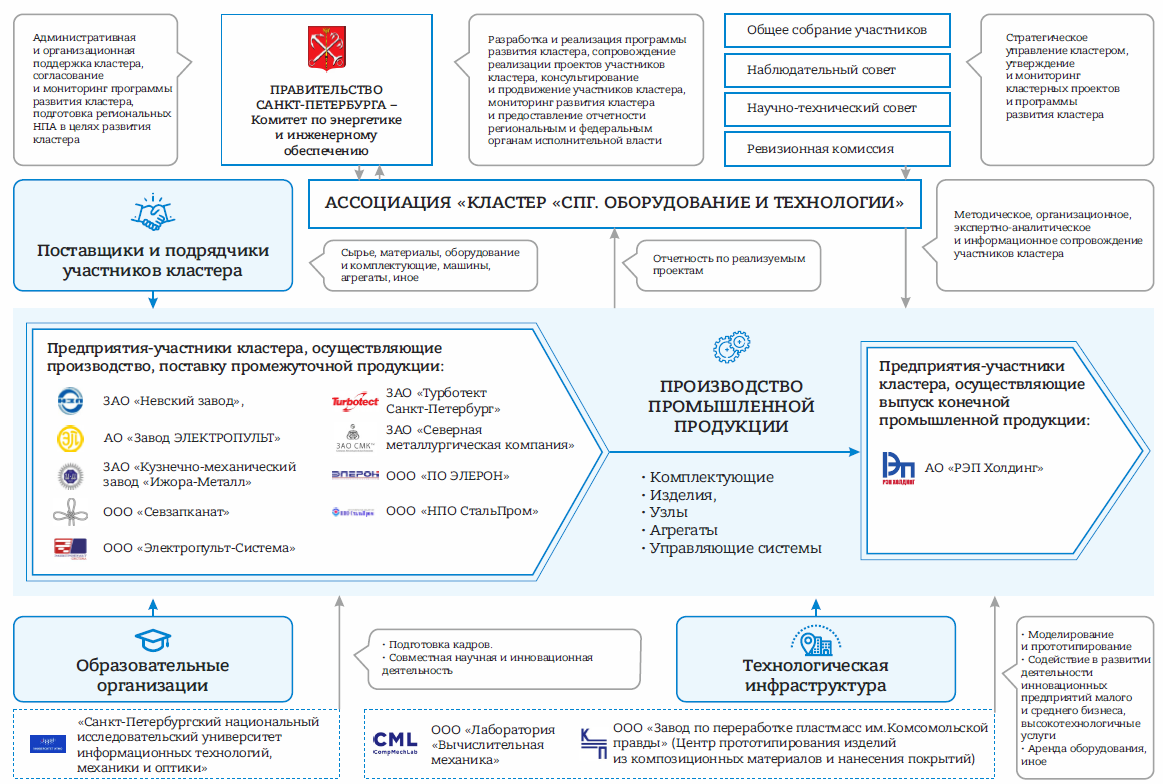 Административная
и организационная
поддержка кластера,
согласование
и мониторинг программы
развития кластера,
подготовка региональных
НПА в целях развития
кластера
ПРАВИТЕЛЬСТВО
САНКТ-ПЕТЕРБУРГА –
Комитет по энергетике
и инженерному
обеспечению
Разработка и реализация программы
развития кластера, сопровождение
реализации проектов участников
кластера, консультирование
и продвижение участников кластера,
мониторинг развития кластера
и предоставление отчетности
региональным и федеральным
органам исполнительной власти
Общее собрание участников
Наблюдательный совет
Научно-технический совет
Ревизионная комиссия
Стратегическое
управление кластером,
утверждение
и мониторинг
кластерных проектов
и программы
развития кластера
АССОЦИАЦИЯ «КЛАСТЕР «СПГ. ОБОРУДОВАНИЕ И ТЕХНОЛОГИИ»
Поставщики и подрядчики
участников кластера
Сырье, материалы, оборудование
и комплектующие, машины,
агрегаты, иное
Отчетность по реализуемым
проектам
Методическое, организационное,
экспертно-аналитическое
и информационное сопровождение
участников кластера
Предприятия-участники кластера, осуществляющие
производство, поставку промежуточной продукции:
ЗАО «Невский завод»,
АО «Завод ЭЛЕКТРОПУЛЬТ»
ЗАО «Кузнечно-механический
завод «Ижора-Металл»
ООО «Севзапканат»
ООО «Электропульт-Система»
Turbotect
ЗАО «Турботект
Санкт-Петербург»
ЗАО СМК
ЗАО «Северная
металлургическая компания»
ЭЛЕРОН
ООО «ПО ЭЛЕРОН»
ООО «НПО СтальПром»
ПРОИЗВОДСТВО
ПРОМЫШЛЕННОЙ
ПРОДУКЦИИ
· Комплектующие
· Изделия,
· Узлы
· Агрегаты
· Управляющие системы
Предприятия-участники
кластера, осуществляющие
выпуск конечной
промышленной продукции:
РЭП ХОЛДИНГ
АО «РЭП Холдинг»
Образовательные
организации
· Подготовка кадров.
· Совместная научная и инновационная
деятельность
Технологическая
инфраструктура
· Моделирование
и прототипирование
· Содействие в развитии
деятельности
инновационных
предприятий малого
и среднего бизнеса,
высокотехнологичные
услуги
· Аренда оборудования,
иное
«Санкт-Петербургский национальный
исследовательский университет
информационных технологий,
механики и оптики»
CML
CompMechLab
ООО «Лаборатория
«Вычислительная
механика»
КП
ООО «Завод по переработке пластмасс им.Комсомольской
правды» (Центр прототипирования изделий
из композиционных материалов и нанесения покрытий)